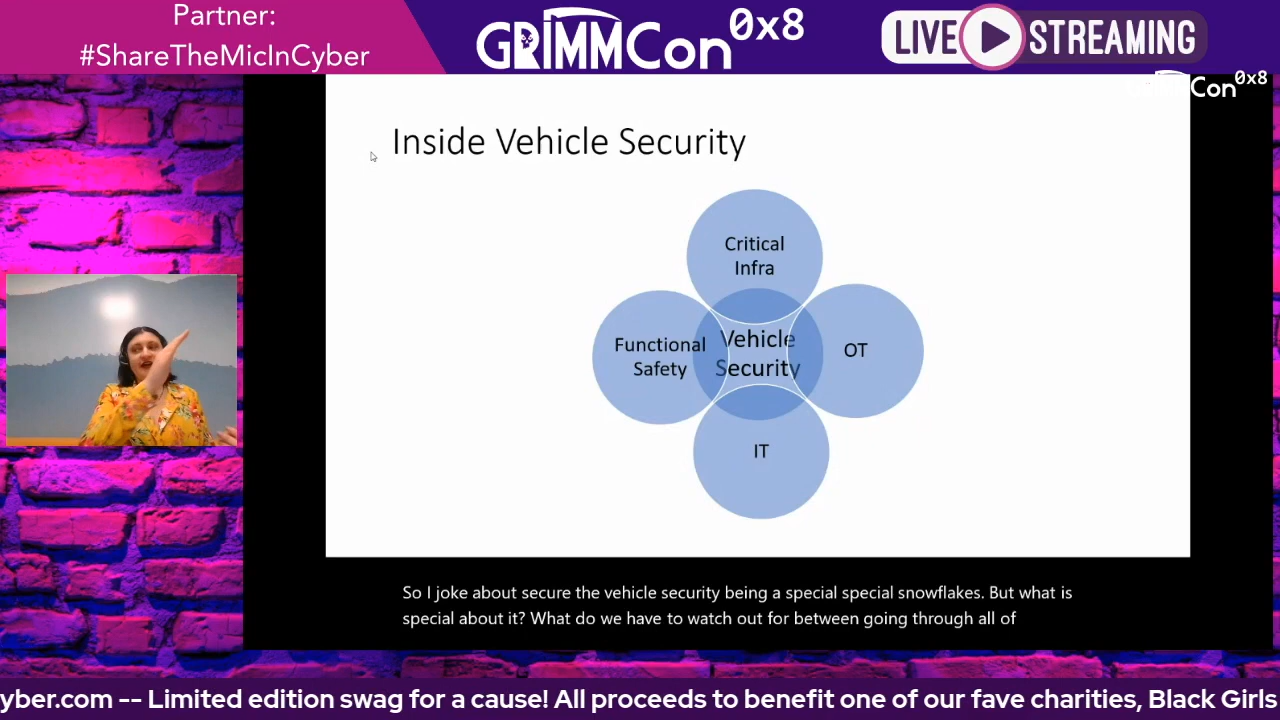 Partner:
#ShareTheMicInCyber
GRIMMCon 0x8
LIVE STREAMING
Con 0x8
Inside Vehicle Security
Critical
Infra
Functional
Safety
Vehicle
Security
OT
IT
So I joke about secure the vehicle security being a special special snowflakes. But what is
special about it? What do we have to watch out for between going through all of
yber.com -- Limited edition swag for a cause! All proceeds to benefit one of our fave charities, Black Girls